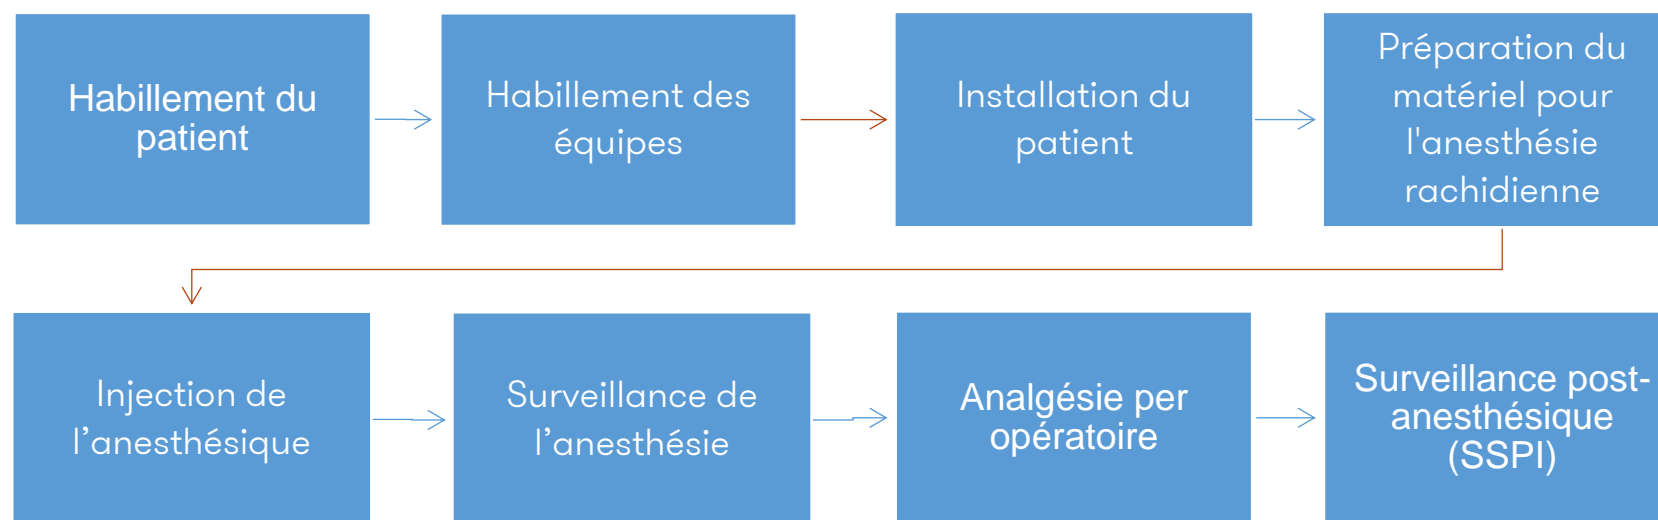 Habillement du
patient
Habillement des
équipes
Installation du
patient
Préparation du
matériel pour
l'anesthésie
rachidienne
Injection de
l’anesthésique
Surveillance de
l’anesthésie
Analgésie per
opératoire
Surveillance post-
anesthésique
(SSPI)